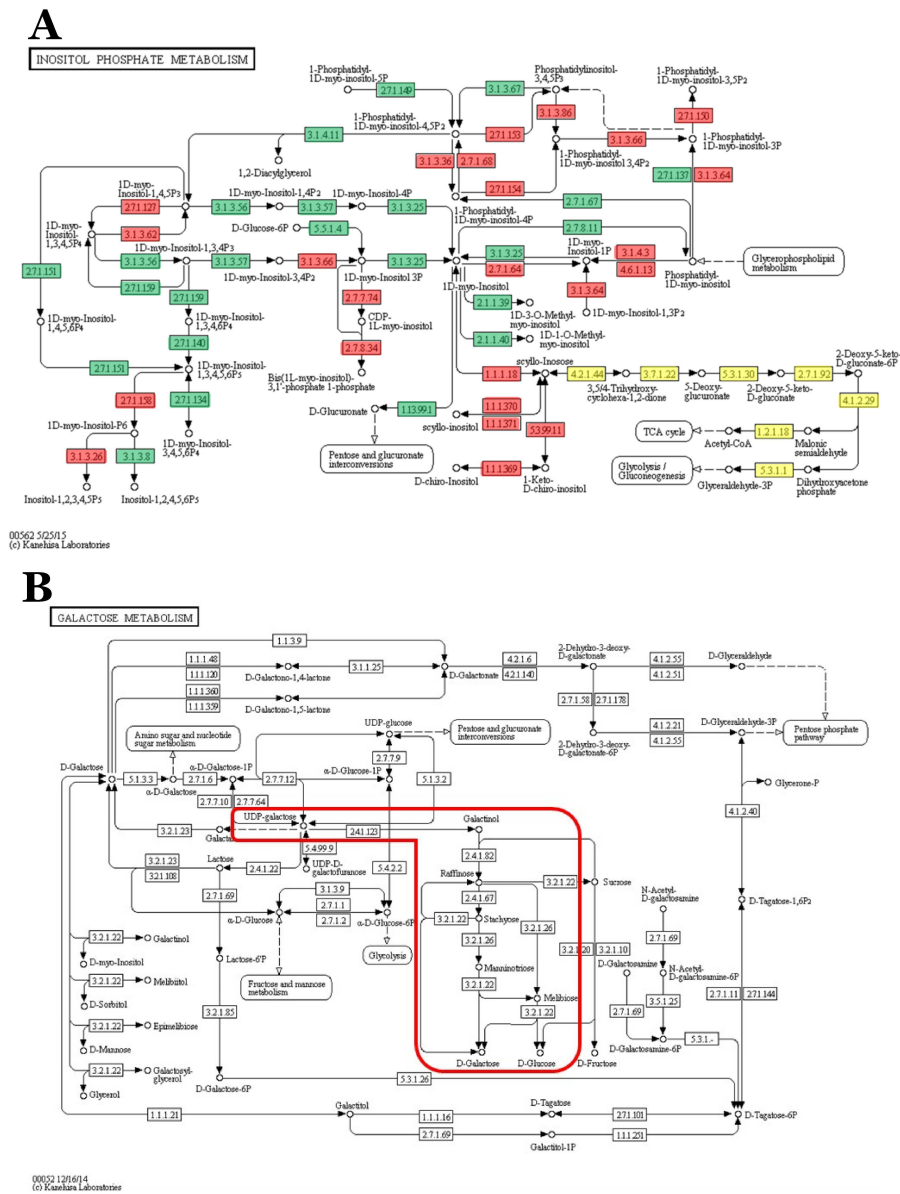 A
INOSITOL PHOSPHATE METABOLISM
1-Phosphatidyl-
1D-myo-inositol-5P
2.7.1.149
3.1.3.67
Phosphatidylinositol-
3,4,5P3
1-Phosphatidyl-
1D-myo-inositol-3,5P2
3.1.3.86
2.7.1.150
1-Phosphatidyl-
1D-myo-inositol-4,5P2
3.1.4.11
2.7.1.153
3.1.3.66
1-Phosphatidyl-
1D-myo-inositol-3P
1,2-Diacylglycerol
3.1.3.36
2.7.1.68
1-Phosphatidyl-
1D-myo-inositol 3,4P2
2.7.1.154
2.7.1.137
3.1.3.64
1D-myo-
Inositol-1,4,5P3
1D-myo-Inositol-1,4P2
1D-myo-Inositol-4P
2.7.1.67
2.7.1.127
3.1.3.56
3.1.3.57
3.1.3.25
1-Phosphatidyl-
1D-myo-inositol-4P
1D-myo-
Inositol-
1,3,4,5P4
3.1.3.62
D-Glucose-6P
5.5.1.4
2.7.8.11
1D-myo-Inositol-1,3,4P3
1D-myo-
Inositol-1P
3.1.3.56
3.1.3.57
3.1.3.66
3.1.3.25
3.1.3.25
2.7.1.64
3.1.4.3
4.6.1.13
Glycerophospholipid
metabolism
2.7.1.151
2.7.1.159
1D-myo-Inositol-
3,4P2
1D-myo-Inositol 3P
1D-myo-Inositol
Phosphatidyl-
1D-myo-inositol
2.7.1.159
2.7.7.74
2.1.1.39
3.1.3.64
1D-myo-Inositol-
1,4,5,6P4
1D-myo-Inositol-
1,3,4,6P4
CDP-
1L-myo-inositol
1D-3-O-Methyl-
myo-inositol
1D-myo-Inositol-1,3P2
2.7.1.140
2.7.8.34
2.1.1.40
1D-1-O-Methyl-
myo-inositol
2.7.1.151
1D-myo-Inositol-
1,3,4,5,6P5
Bis(1L-myo-inositol)-
3,1'-phosphate 1-phosphate
scyllo-Inosose
1.1.1.18
4.2.1.44
3.7.1.22
5.3.1.30
2.7.1.92
2-Deoxy-5-keto-
D-gluconate-6P
3,5/4-Trihydroxy-
cyclohexa-1,2-dione
5-Deoxy-
glucuronate
2-Deoxy-5-keto-
D-gluconate
2.7.1.158
2.7.1.134
D-Glucuronate
1.13.99.1
1.1.1.370
1.1.1.371
scyllo-inositol
5.3.99.11
4.1.2.29
1D-myo-Inositol-P6
1D-myo-Inositol-
3,4,5,6P4
TCA cycle
Acetyl-CoA
1.2.1.18
Malonic
semialdehyde
3.1.3.26
3.1.3.8
Pentose and glucuronate
interconversions
D-chiro-Inositol
1.1.1.369
1-Keto-
D-chiro-inositol
Glycolysis /
Gluconeogenesis
Glyceraldehyde-3P
5.3.1.1
Dihydroxyacetone
phosphate
Inositol-1,2,3,4,5P5
Inositol-1,2,4,5,6P5
00562 5/25/15
(c) Kanehisa Laboratories
B
GALACTOSE METABOLISM
1.1.3.9
1.1.1.48
1.1.1.120
D-Galactono-1,4-lactone
3.1.1.25
D-Galactonate
4.2.1.6
4.2.1.140
2-Dehydro-3-deoxy-
D-galactonate
4.1.2.55
4.1.2.51
D-Glyceraldehyde
1.1.1.360
1.1.1.359
D-Galactono-1,5-lactone
2.7.1.58
2.7.1.178
Amino sugar and nucleotide
sugar metabolism
UDP-glucose
Pentose and glucuronate
interconversions
2-Dehydro-3-deoxy-
D-galactonate-6P
4.1.2.21
4.1.2.55
D-Glyceraldehyde-3P
Pentose phosphate
pathway
2.7.7.9
D-Galactose
5.1.3.3
α-D-Galactose
2.7.1.6
α-D-Galactose-1P
2.7.7.12
α-D-Glucose-1P
5.1.3.2
Glycerone-P
2.7.7.10
2.7.7.64
4.1.2.40
UDP-galactose
Galactinol
3.2.1.23
2.4.1.123
5.4.99.9
2.4.1.82
Lactose
UDP-D-
galactofuranose
5.4.2.2
3.2.1.23
3.2.1.108
2.4.1.22
Raffinose
3.2.1.22
Sucrose
2.7.1.69
3.1.3.9
2.7.1.1
2.7.1.2
2.4.1.67
N-Acetyl-
D-galactosamine
D-Tagatose-1,6P2
α-D-Glucose
α-D-Glucose-6P
3.2.1.22
Stachyose
3.2.1.26
3.2.1.22
Galactinol
D-myo-Inositol
Lactose-6'P
Glycolysis
3.2.1.26
3.2.1.20
3.2.1.10
2.7.1.69
3.2.1.22
Melibiitol
D-Sorbitol
Fructose and mannose
metabolism
Manninotriose
3.2.1.22
D-Galactosamine
N-Acetyl-
D-galactosamine-6P
2.7.1.11
2.7.1.144
3.2.1.85
Melibiose
3.2.1.22
2.7.1.69
3.5.1.25
3.2.1.22
Epimelibiose
D-Mannose
D-Galactosamine-6P
5.3.1.-
3.2.1.22
Galactosyl-
glycerol
Glycerol
D-Galactose
D-Glucose
D-Fructose
D-Galactose-6P
5.3.1.26
1.1.1.21
Galactitol
1.1.1.16
D-Tagatose
2.7.1.101
D-Tagatose-6P
2.7.1.69
Galactitol-1P
1.1.1.251
00052 12/16/14
(c) Kanehisa Laboratories